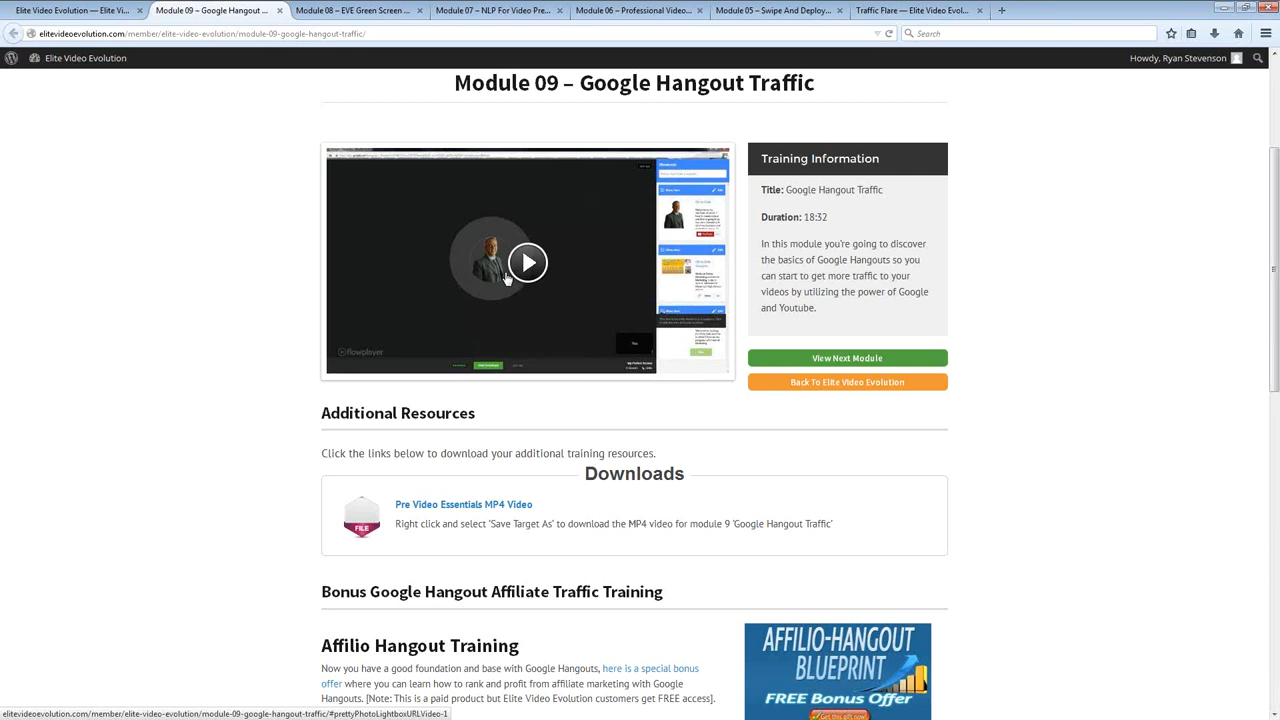 Elite Video Evolution — Elite Vi...
Module 09 – Google Hangout ...
Module 08 – EVE Green Screen ...
Module 07 – NLP For Video Pre...
Module 06 – Professional Video...
Module 05 – Swipe And Deploy...
Traffic Flare — Elite Video Evol...
elitevideoevolution.com/member/elite-video-evolution/module-09-google-hangout-traffic/
Search
Elite Video Evolution
Howdy, Ryan Stevenson
Module 09 – Google Hangout Traffic
Training Information
Title: Google Hangout Traffic
Duration: 18:32
In this module you're going to discover
the basics of Google Hangouts so you
can start to get more traffic to your
videos by utilizing the power of Google
and Youtube.
flowplayer
View Next Module
Back To Elite Video Evolution
Additional Resources
Click the links below to download your additional training resources.
Downloads
FILE
Pre Video Essentials MP4 Video
Right click and select 'Save Target As' to download the MP4 video for module 9 'Google Hangout Traffic'
Bonus Google Hangout Affiliate Traffic Training
Affilio Hangout Training
Now you have a good foundation and base with Google Hangouts, here is a special bonus
offer where you can learn how to rank and profit from affiliate marketing with Google
Hangouts. [Note: This is a paid product but Elite Video Evolution customers get FREE access].
AFFILIO-HANGOUT
BLUEPRINT
FREE Bonus Offer
Get this gift now
elitevideoevolution.com/member/elite-video-evolution/module-09-google-hangout-traffic/#prettyPhotoLightboxURLVideo-1